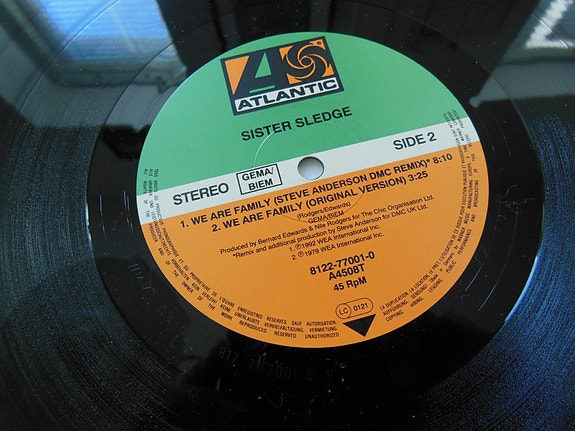 ATLANTIC
SISTER SLEDGE
SIDE 2
STEREO
GEMA/
BIEM
1. WE ARE FAMILY (STEVE ANDERSON DMC REMIX)* 8:10
2. WE ARE FAMILY (ORIGINAL VERSION) 3:25
(Rodgers/Edwards)
GEMA/BIEM
Produced by Bernard Edwards & Nile Rodgers for The Chic Organisation Ltd.
*Remix and additional production by Steve Anderson for DMC UK Ltd.
1. ℗1992 WEA International Inc.
2. ℗©1979 WEA International Inc.
8122-77001-0
A4508T
45 RpM
LC 0121